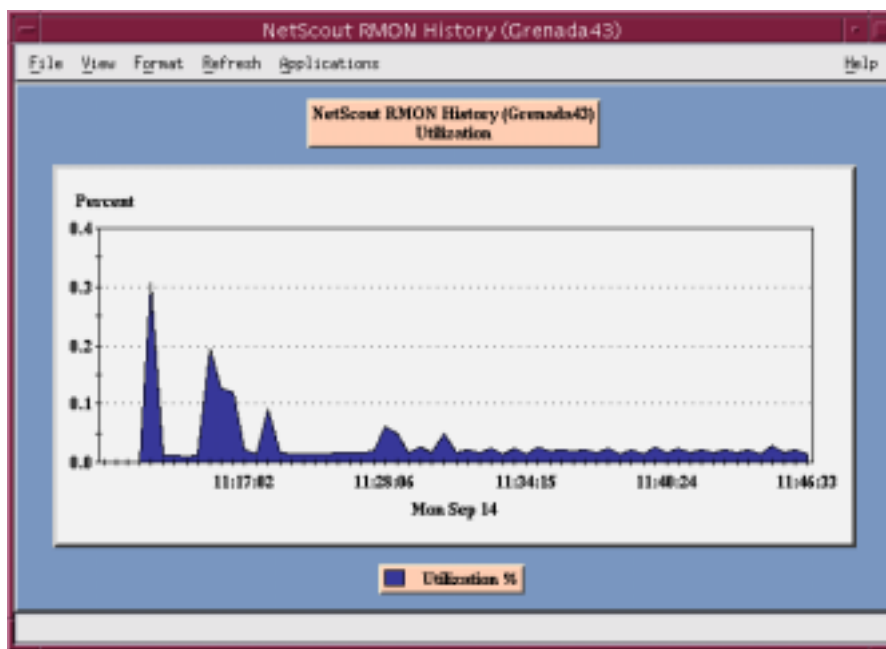 NetScout RMON History (Grenada43)
File View Format Refresh Applications Help
NetScout RMON History (Grenada43)
Utilization
Percent
0.4
0.3
0.2
0.1
0.0
11:17:02 11:28:06 11:34:15 11:40:24 11:46:33
Mon Sep 14
Utilization %